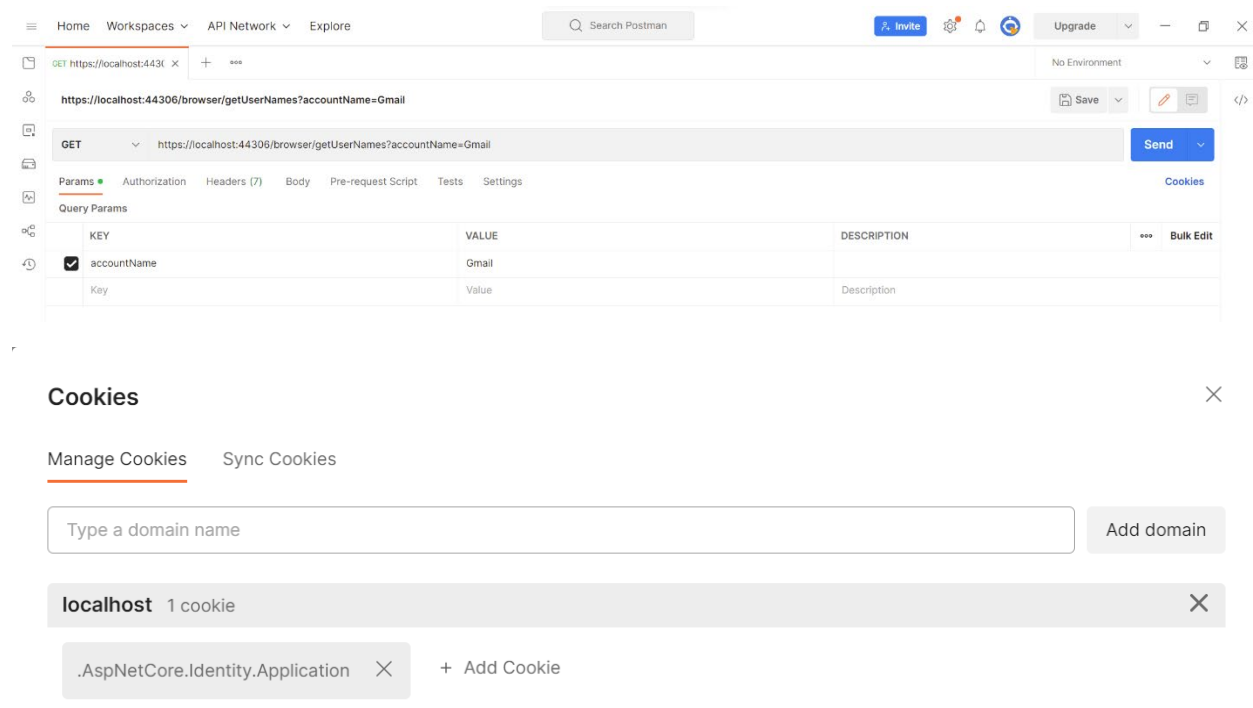 Home Workspaces API Network Explore Search Postman Invite Upgrade
GET https://localhost:4430 No Environment
https://localhost:44306/browser/getUserNames?accountName=Gmail Save
GET https://localhost:44306/browser/getUserNames?accountName=Gmail Send
Params Authorization Headers (7) Body Pre-request Script Tests Settings Cookies
Query Params
KEY VALUE DESCRIPTION Bulk Edit
accountName Gmail
Key Value Description
Cookies
Manage Cookies Sync Cookies
Type a domain name Add domain
localhost 1 cookie
.AspNetCore.Identity.Application + Add Cookie